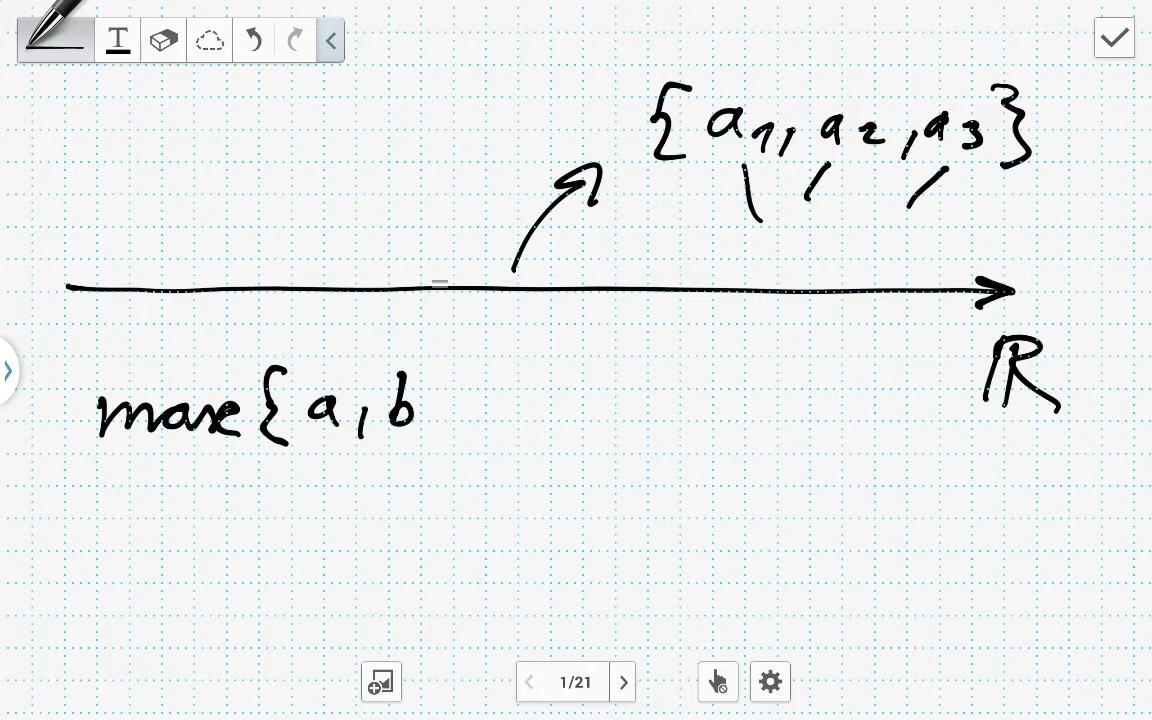 T
{a1, a2, a3}
ℝ
max{a, b
1/21